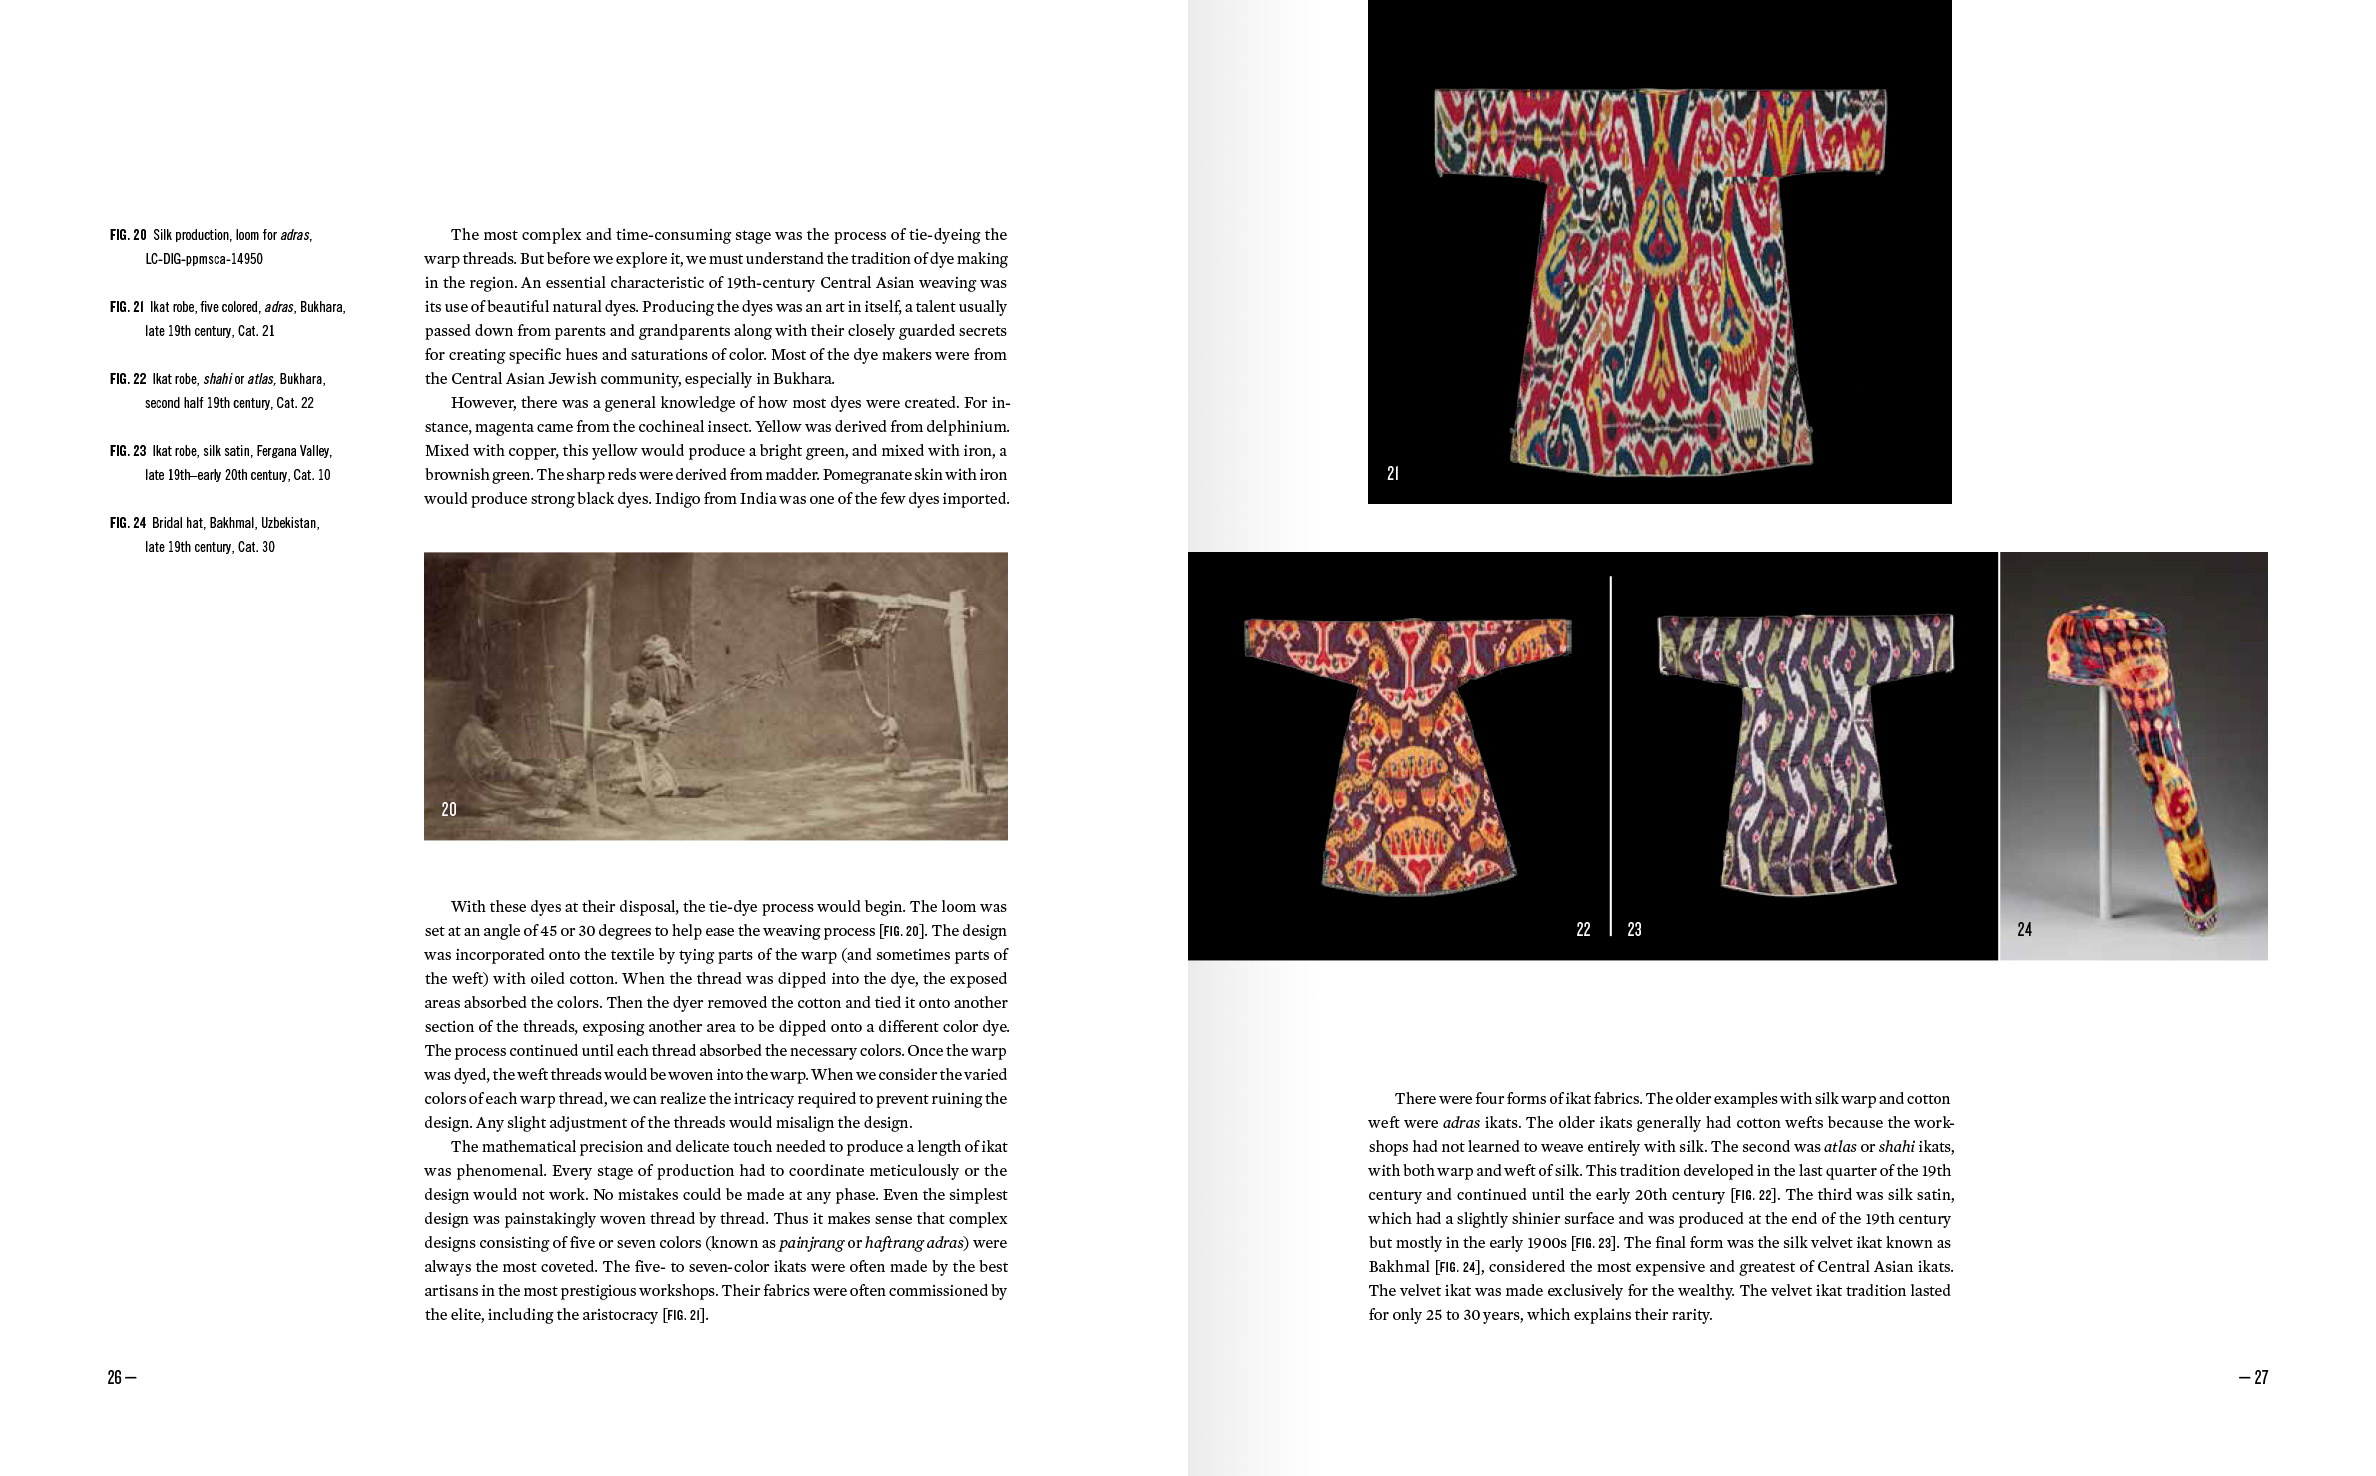 FIG. 20 Silk production, loom for adras,
LC-DIG-ppmsca-14950
FIG. 21 Ikat robe, five colored, adras, Bukhara,
late 19th century, Cat. 21
FIG. 22 Ikat robe, shahi or atlas, Bukhara,
second half 19th century, Cat. 22
FIG. 23 Ikat robe, silk satin, Fergana Valley,
late 19th–early 20th century, Cat. 10
FIG. 24 Bridal hat, Bakhmal, Uzbekistan,
late 19th century, Cat. 30
The most complex and time-consuming stage was the process of tie-dyeing the
warp threads. But before we explore it, we must understand the tradition of dye making
in the region. An essential characteristic of 19th-century Central Asian weaving was
its use of beautiful natural dyes. Producing the dyes was an art in itself, a talent usually
passed down from parents and grandparents along with their closely guarded secrets
for creating specific hues and saturations of color. Most of the dye makers were from
the Central Asian Jewish community, especially in Bukhara.
However, there was a general knowledge of how most dyes were created. For in-
stance, magenta came from the cochineal insect. Yellow was derived from delphinium.
Mixed with copper, this yellow would produce a bright green, and mixed with iron, a
brownish green. The sharp reds were derived from madder. Pomegranate skin with iron
would produce strong black dyes. Indigo from India was one of the few dyes imported.
20
With these dyes at their disposal, the tie-dye process would begin. The loom was
set at an angle of 45 or 30 degrees to help ease the weaving process [FIG. 20]. The design
was incorporated onto the textile by tying parts of the warp (and sometimes parts of
the weft) with oiled cotton. When the thread was dipped into the dye, the exposed
areas absorbed the colors. Then the dyer removed the cotton and tied it onto another
section of the threads, exposing another area to be dipped onto a different color dye.
The process continued until each thread absorbed the necessary colors. Once the warp
was dyed, the weft threads would be woven into the warp. When we consider the varied
colors of each warp thread, we can realize the intricacy required to prevent ruining the
design. Any slight adjustment of the threads would misalign the design.
The mathematical precision and delicate touch needed to produce a length of ikat
was phenomenal. Every stage of production had to coordinate meticulously or the
design would not work. No mistakes could be made at any phase. Even the simplest
design was painstakingly woven thread by thread. Thus it makes sense that complex
designs consisting of five or seven colors (known as painjrang or haftrang adras) were
always the most coveted. The five- to seven-color ikats were often made by the best
artisans in the most prestigious workshops. Their fabrics were often commissioned by
the elite, including the aristocracy [FIG. 21].
26 —
21
22
23
24
There were four forms of ikat fabrics. The older examples with silk warp and cotton
weft were adras ikats. The older ikats generally had cotton wefts because the work-
shops had not learned to weave entirely with silk. The second was atlas or shahi ikats,
with both warp and weft of silk. This tradition developed in the last quarter of the 19th
century and continued until the early 20th century [FIG. 22]. The third was silk satin,
which had a slightly shinier surface and was produced at the end of the 19th century
but mostly in the early 1900s [FIG. 23]. The final form was the silk velvet ikat known as
Bakhmal [FIG. 24], considered the most expensive and greatest of Central Asian ikats.
The velvet ikat was made exclusively for the wealthy. The velvet ikat tradition lasted
for only 25 to 30 years, which explains their rarity.
— 27